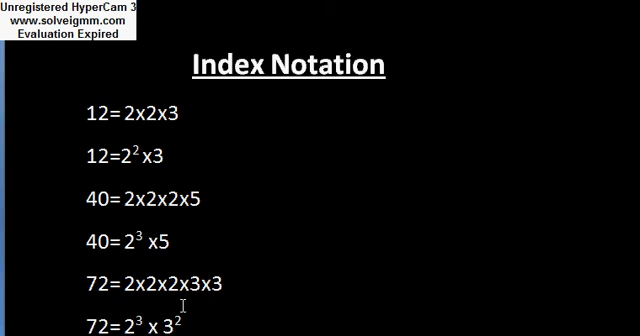 Unregistered HyperCam 3
www.solveigmm.com
Evaluation Expired
Index Notation
12= 2x2x3
12=2² x3
40= 2x2x2x5
40= 2³ x5
72= 2x2x2x3x3
72= 2³ x 3²